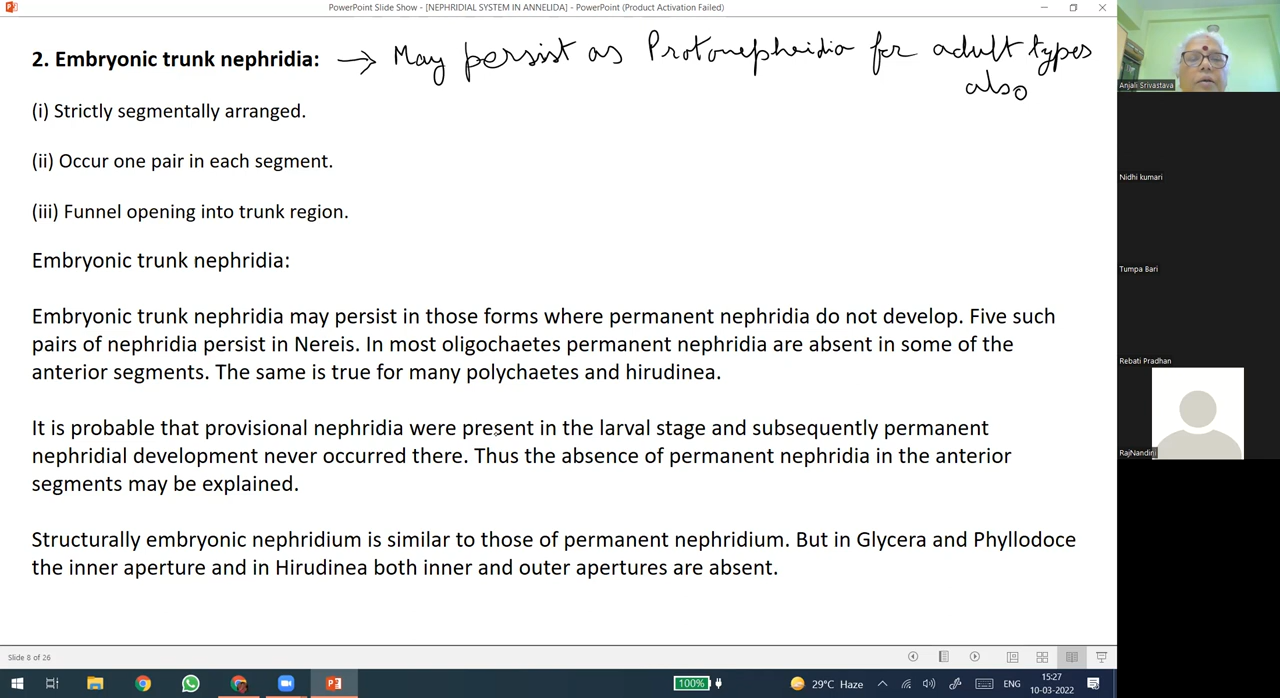 PowerPoint Slide Show - [NEPHRIDIAL SYSTEM IN ANNELIDA] - PowerPoint (Product Activation Failed)
2. Embryonic trunk nephridia: → May persist as Protonephridia for adult types
also
(i) Strictly segmentally arranged.
(ii) Occur one pair in each segment.
(iii) Funnel opening into trunk region.
Embryonic trunk nephridia:
Embryonic trunk nephridia may persist in those forms where permanent nephridia do not develop. Five such
pairs of nephridia persist in Nereis. In most oligochaetes permanent nephridia are absent in some of the
anterior segments. The same is true for many polychaetes and hirudinea.
It is probable that provisional nephridia were present in the larval stage and subsequently permanent
nephridial development never occurred there. Thus the absence of permanent nephridia in the anterior
segments may be explained.
Structurally embryonic nephridium is similar to those of permanent nephridium. But in Glycera and Phyllodoce
the inner aperture and in Hirudinea both inner and outer apertures are absent.
Anjali Srivastava
Nidhi kumari
Tumpa Bari
Rebati Pradhan
RajNandini
Slide 8 of 26
100%
29°C Haze
ENG
15:27
10-03-2022